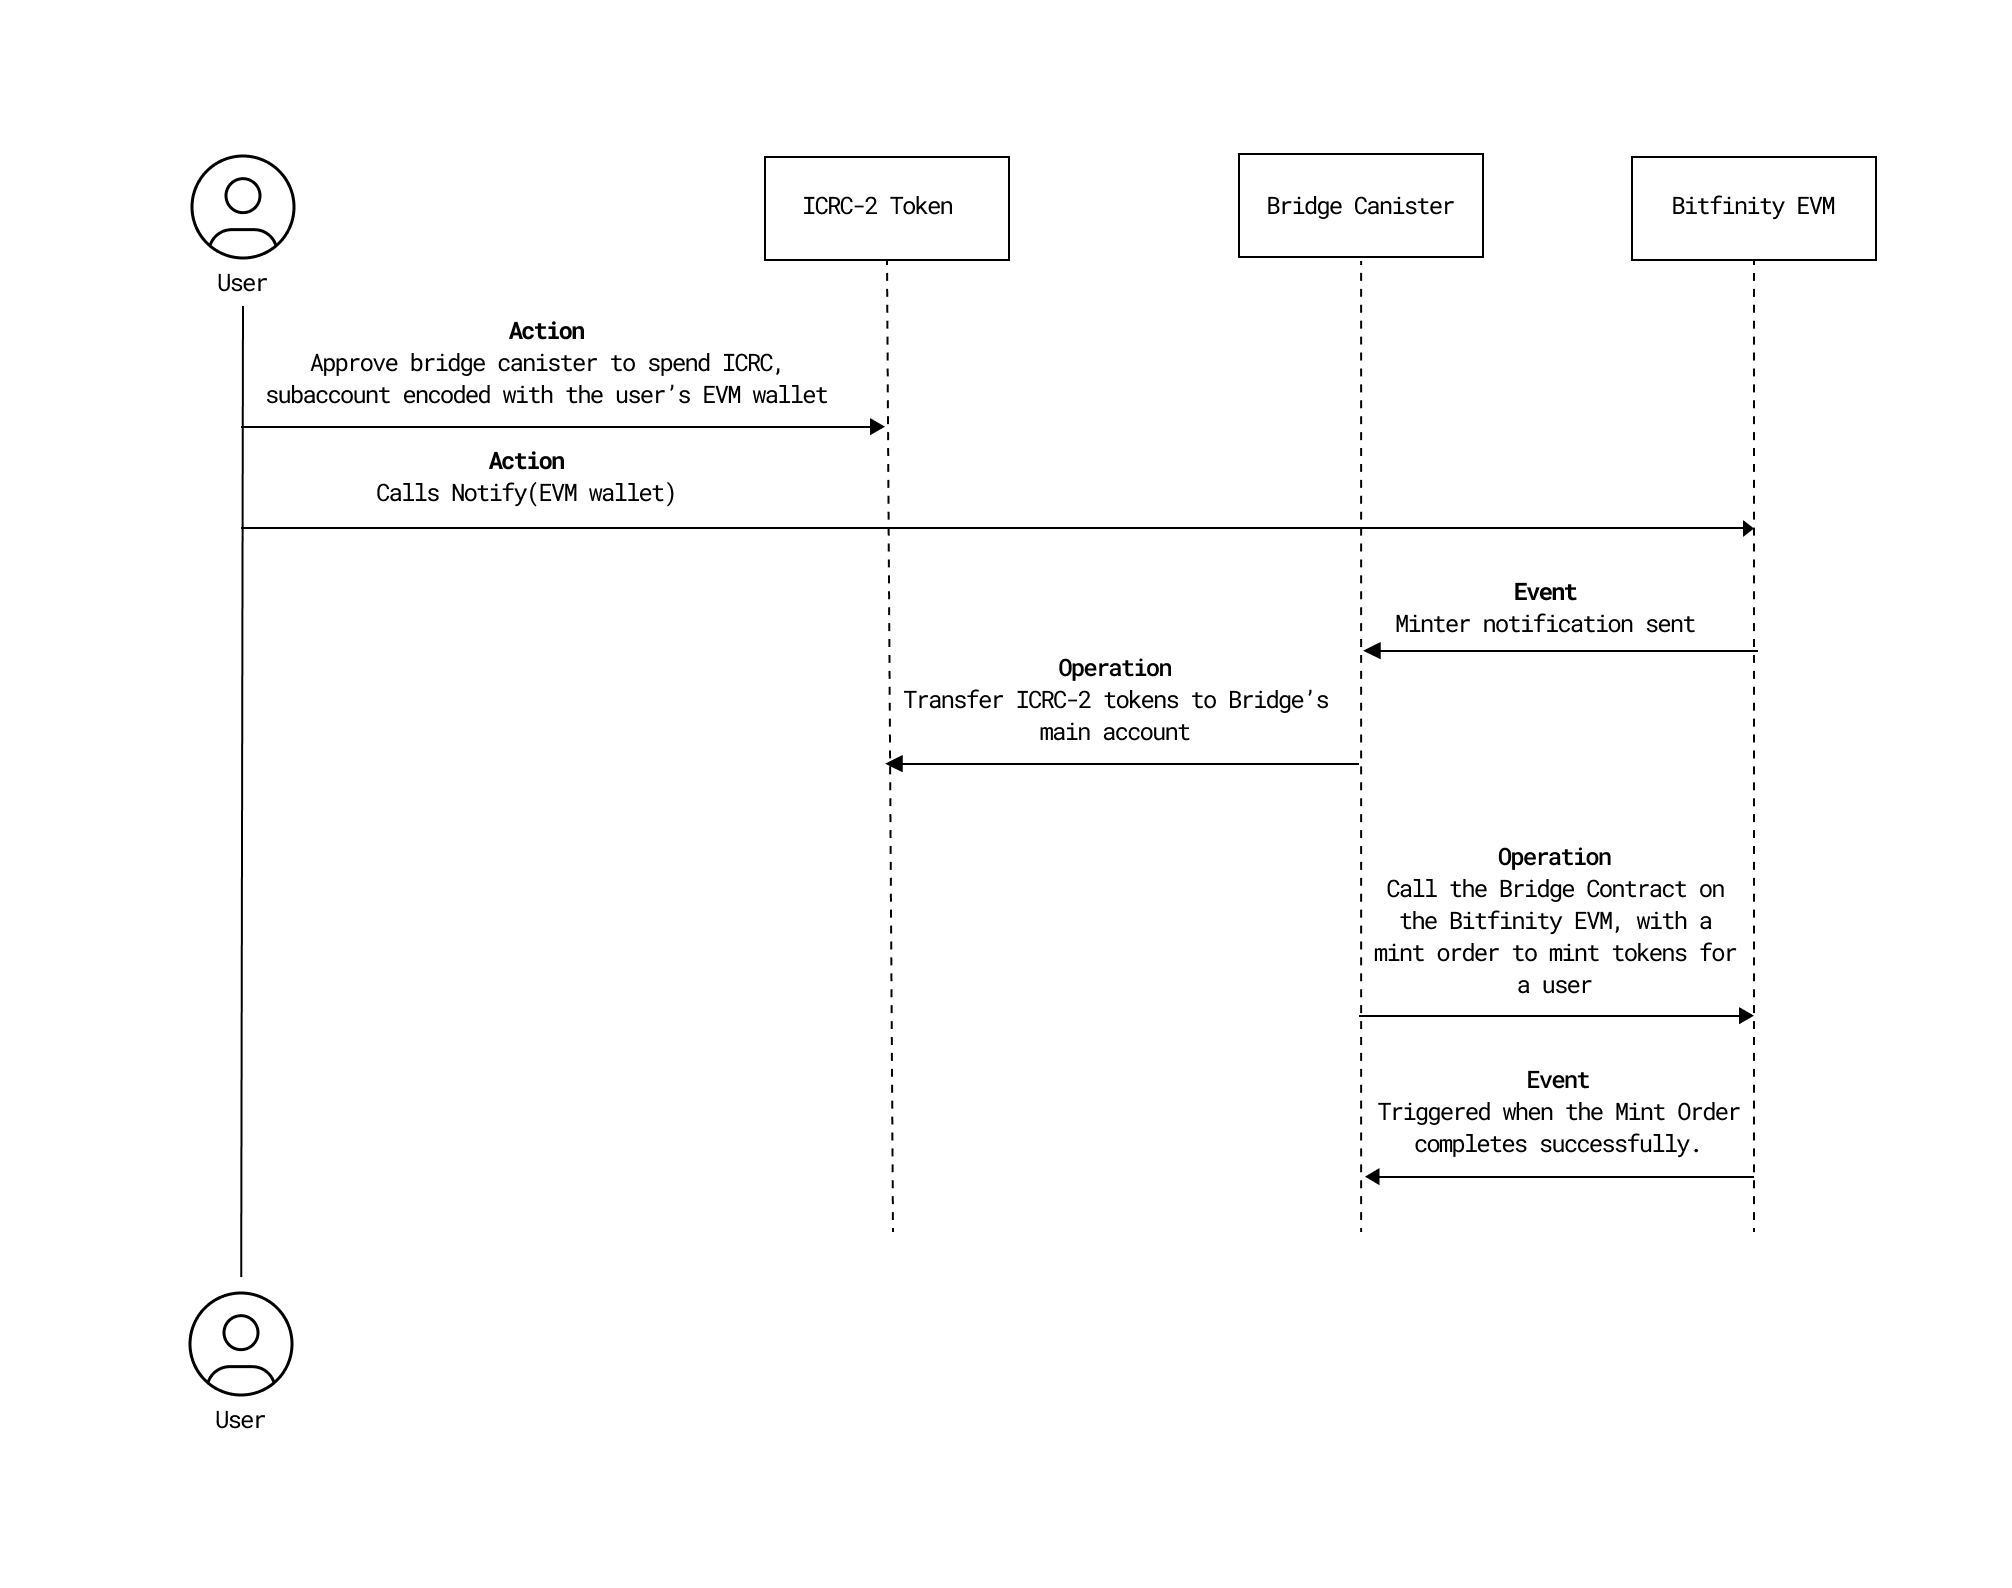 ICRC-2 Token
Bridge Canister
Bitfinity EVM
User
Action
Approve bridge canister to spend ICRC,
subaccount encoded with the user’s EVM wallet
Action
Calls Notify(EVM wallet)
Event
Minter notification sent
Operation
Transfer ICRC-2 tokens to Bridge’s
main account
Operation
Call the Bridge Contract on
the Bitfinity EVM, with a
mint order to mint tokens for
a user
Event
Triggered when the Mint Order
completes successfully.
User